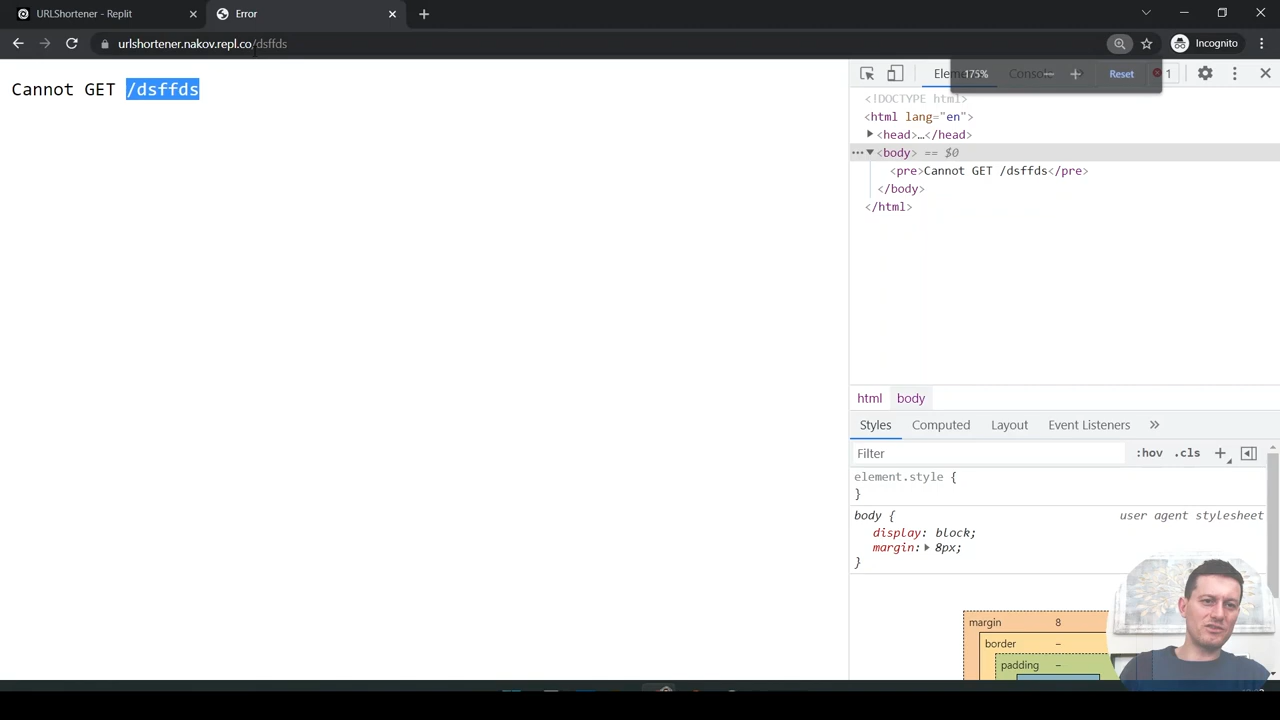 URLShortener - Replit
Error
urlshortener.nakov.repl.co/dsffds
Incognito
Cannot GET /dsffds
175%
Reset
1
<!DOCTYPE html>
<html lang="en">
<head>…</head>
<body> == $0
<pre>Cannot GET /dsffds</pre>
</body>
</html>
html
body
Styles
Computed
Layout
Event Listeners
Filter
:hov
.cls
element.style {
}
body {
user agent stylesheet
display: block;
margin: 8px;
}
margin
8
border
padding